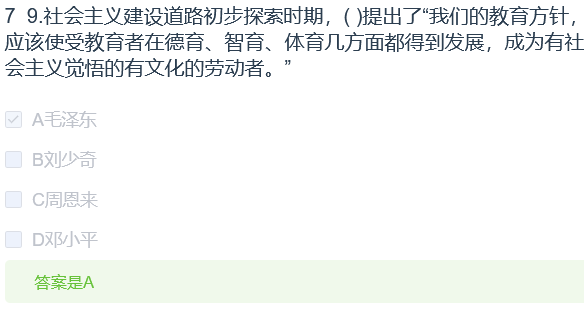 7 9.社会主义建设道路初步探索时期，( )提出了“我们的教育方针，
应该使受教育者在德育、智育、体育几方面都得到发展，成为有社
会主义觉悟的有文化的劳动者。”
A毛泽东
B刘少奇
C周恩来
D邓小平
答案是A